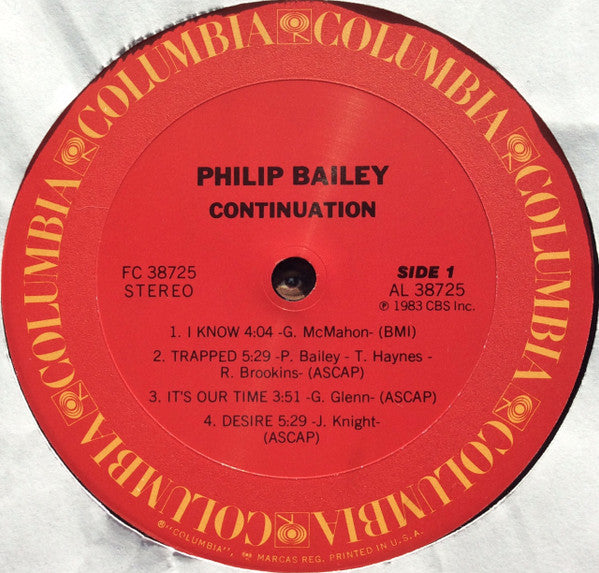 COLUMBIA COLUMBIA COLUMBIA COLUMBIA COLUMBIA COLUMBIA
PHILIP BAILEY
CONTINUATION
FC 38725
STEREO
SIDE 1
AL 38725
℗ 1983 CBS Inc.
1. I KNOW 4:04 -G. McMahon- (BMI)
2. TRAPPED 5:29 -P. Bailey - T. Haynes -
R. Brookins- (ASCAP)
3. IT'S OUR TIME 3:51 -G. Glenn- (ASCAP)
4. DESIRE 5:29 -J. Knight-
(ASCAP)
®"COLUMBIA", MARCAS REG. PRINTED IN U.S.A.